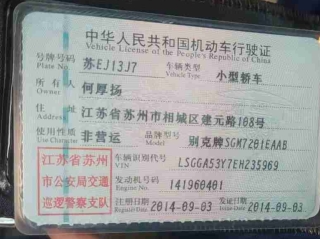 中华人民共和国机动车行驶证
Vehicle License of the People's Republic of China
号牌号码 苏EJ13J7 车辆类型 小型轿车
Plate No. Vehicle Type
所有人 何厚扬
Owner
住址 江苏省苏州市相城区建元路108号
Address
使用性质 非营运 品牌型号 别克牌SGM7201EAAB
Use Character Model
江苏省苏州
市公安局交通
巡逻警察支队
车辆识别代号 LSGGA53Y7EH235969
VIN
发动机号码 141960401
Engine No.
注册日期 2014-09-03 发证日期 2014-09-03
Register Date Issue Date